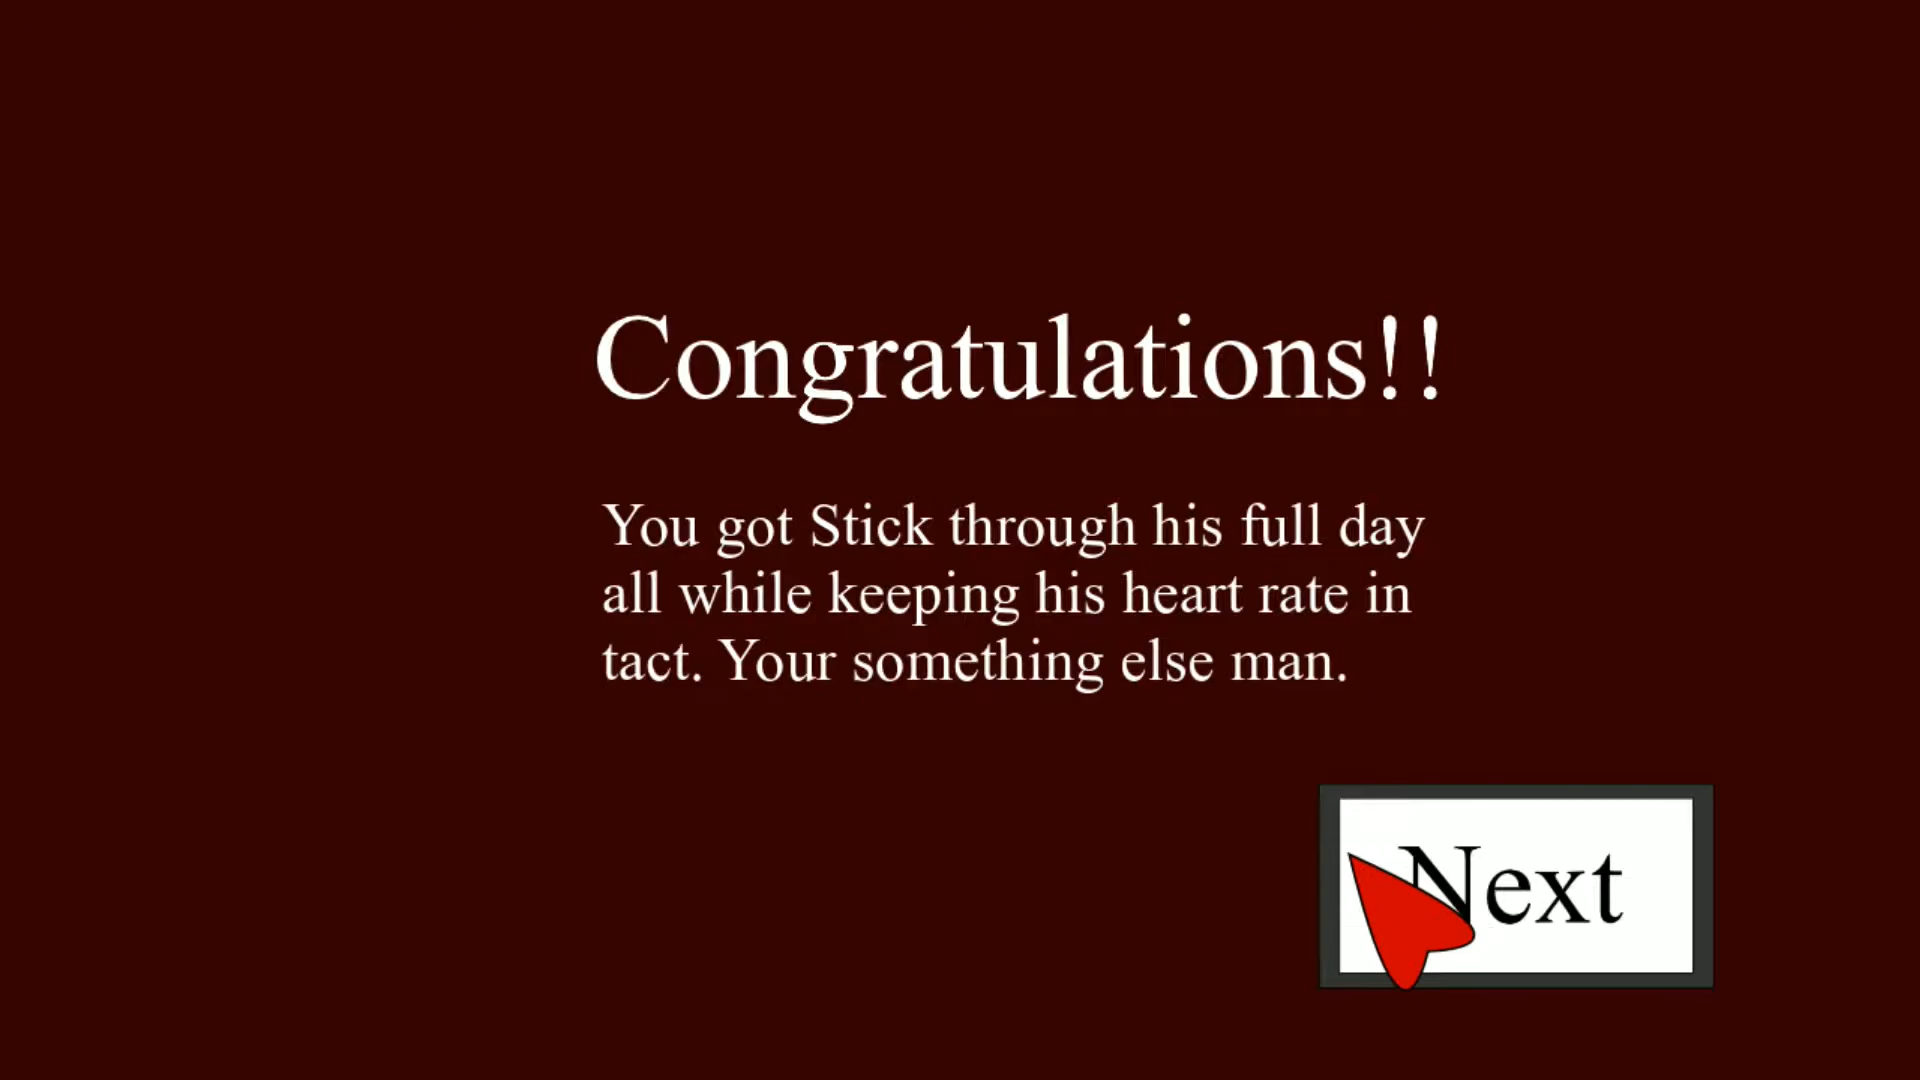 Congratulations!!
You got Stick through his full day
all while keeping his heart rate in
tact. Your something else man.
Next